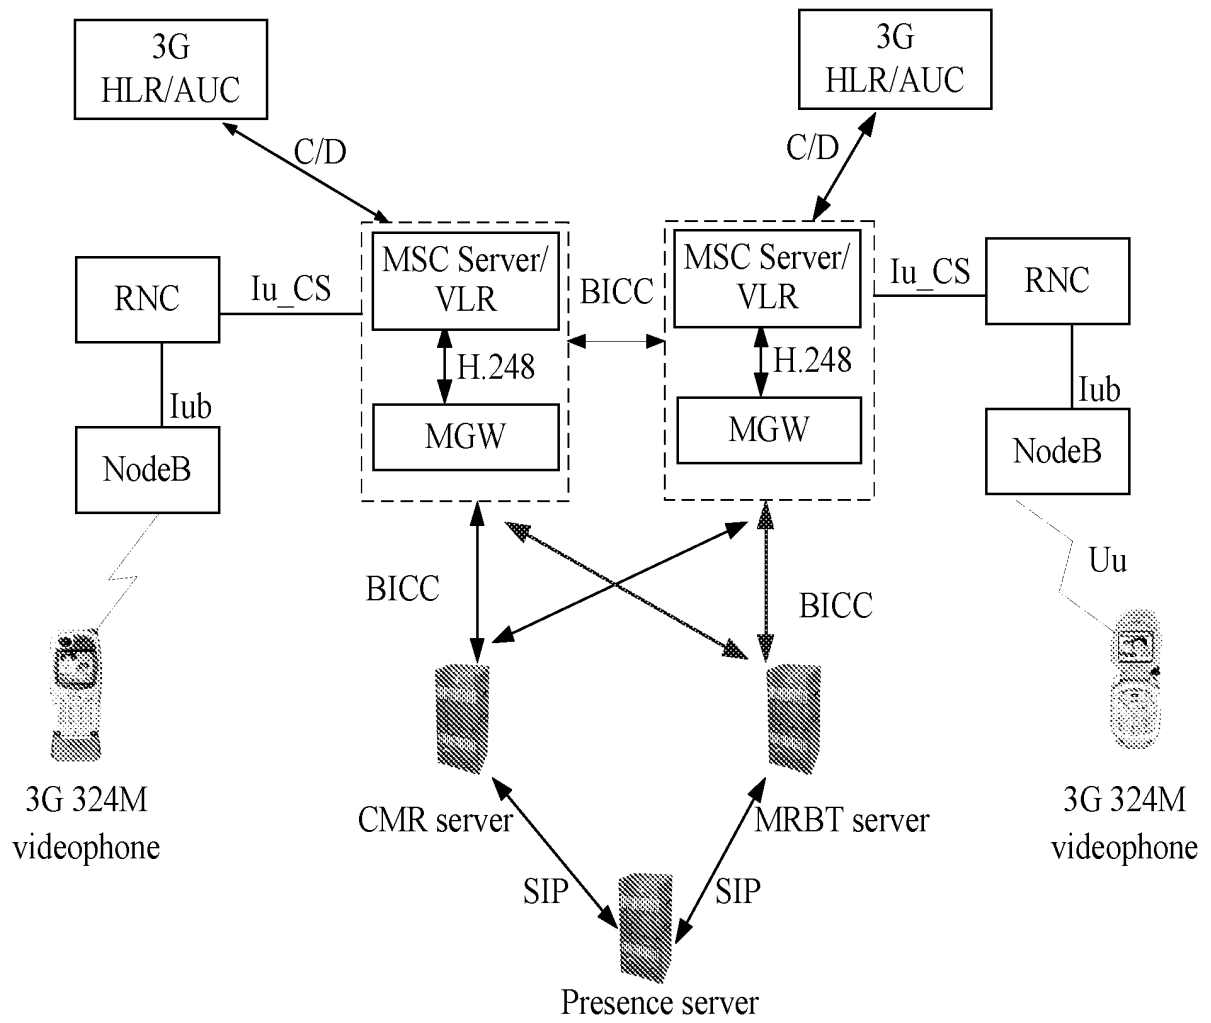 3G
HLR/AUC
3G
HLR/AUC
C/D
C/D
MSC Server/
VLR
MSC Server/
VLR
RNC
Iu_CS
BICC
Iu_CS
RNC
H.248
H.248
Iub
Iub
MGW
MGW
NodeB
NodeB
Uu
BICC
BICC
3G 324M
videophone
CMR server
MRBT server
3G 324M
videophone
SIP
SIP
Presence server